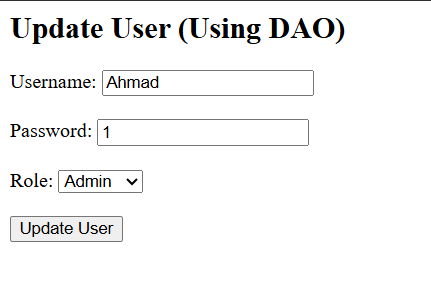 Update User (Using DAO)
Username: Ahmad
Password: 1
Role: Admin
Update User